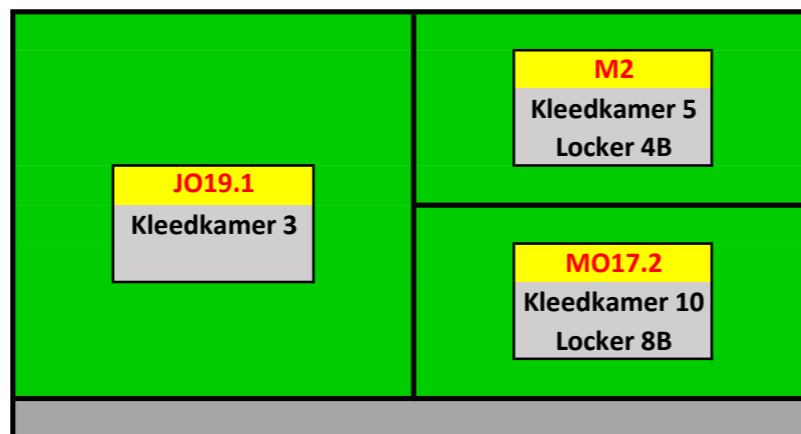 JO19.1
Kleedkamer 3
M2
Kleedkamer 5
Locker 4B
MO17.2
Kleedkamer 10
Locker 8B